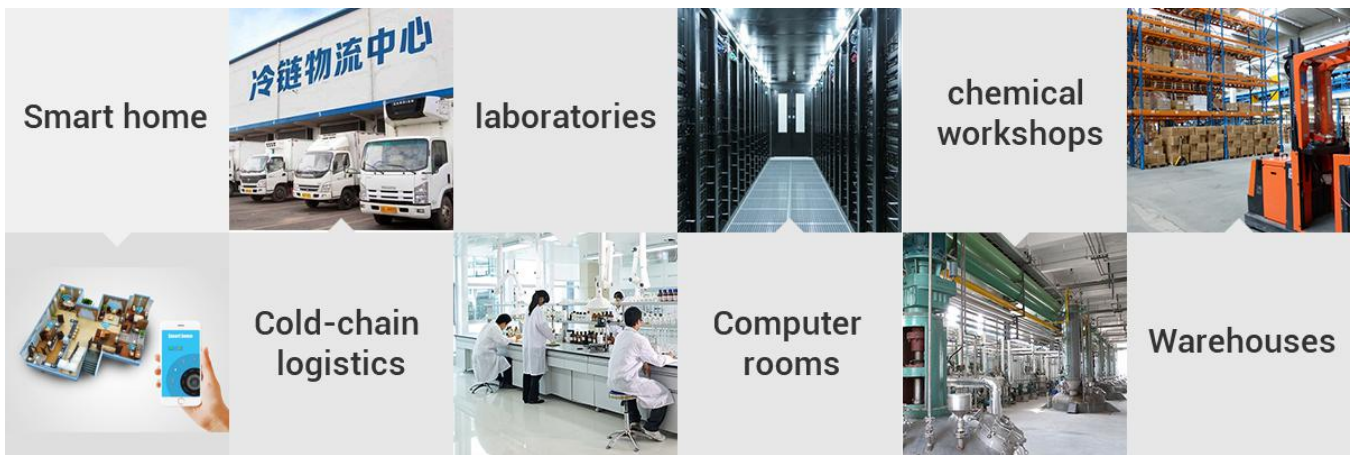 Smart home
冷链物流中心
laboratories
chemical
workshops
Cold-chain
logistics
Computer
rooms
Warehouses